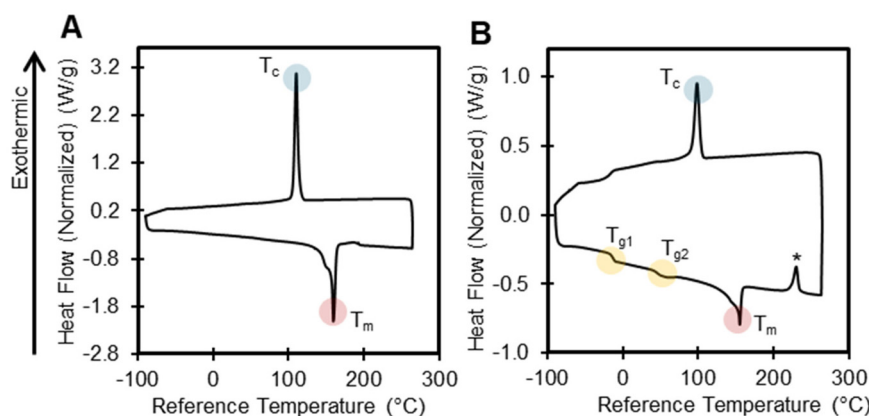 A
Exothermic
Heat Flow (Normalized) (W/g)
3.2
2.2
1.2
0.2
-0.8
-1.8
-2.8
Tc
Tm
-100 0 100 200 300
Reference Temperature (°C)
B
Heat Flow (Normalized) (W/g)
1.0
0.5
0.0
-0.5
-1.0
Tc
Tg1
Tg2
*
Tm
-100 0 100 200 300
Reference Temperature (°C)